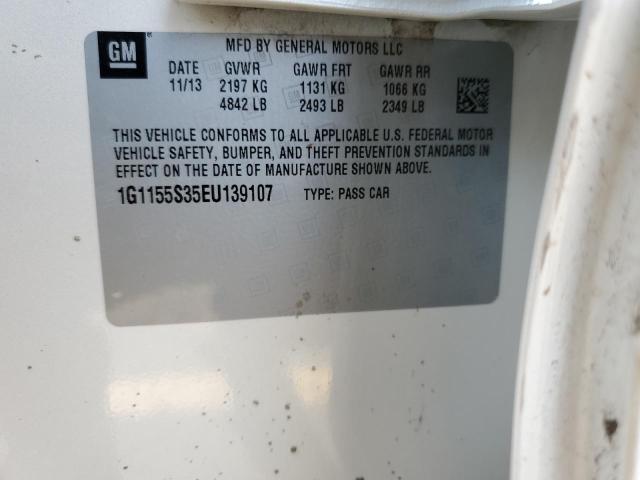 GM
MFD BY GENERAL MOTORS LLC
DATE GVWR GAWR FRT GAWR RR
11/13 2197 KG 1131 KG 1066 KG
4842 LB 2493 LB 2349 LB
THIS VEHICLE CONFORMS TO ALL APPLICABLE U.S. FEDERAL MOTOR
VEHICLE SAFETY, BUMPER, AND THEFT PREVENTION STANDARDS IN
EFFECT ON THE DATE OF MANUFACTURE SHOWN ABOVE.
1G1155S35EU139107 TYPE: PASS CAR